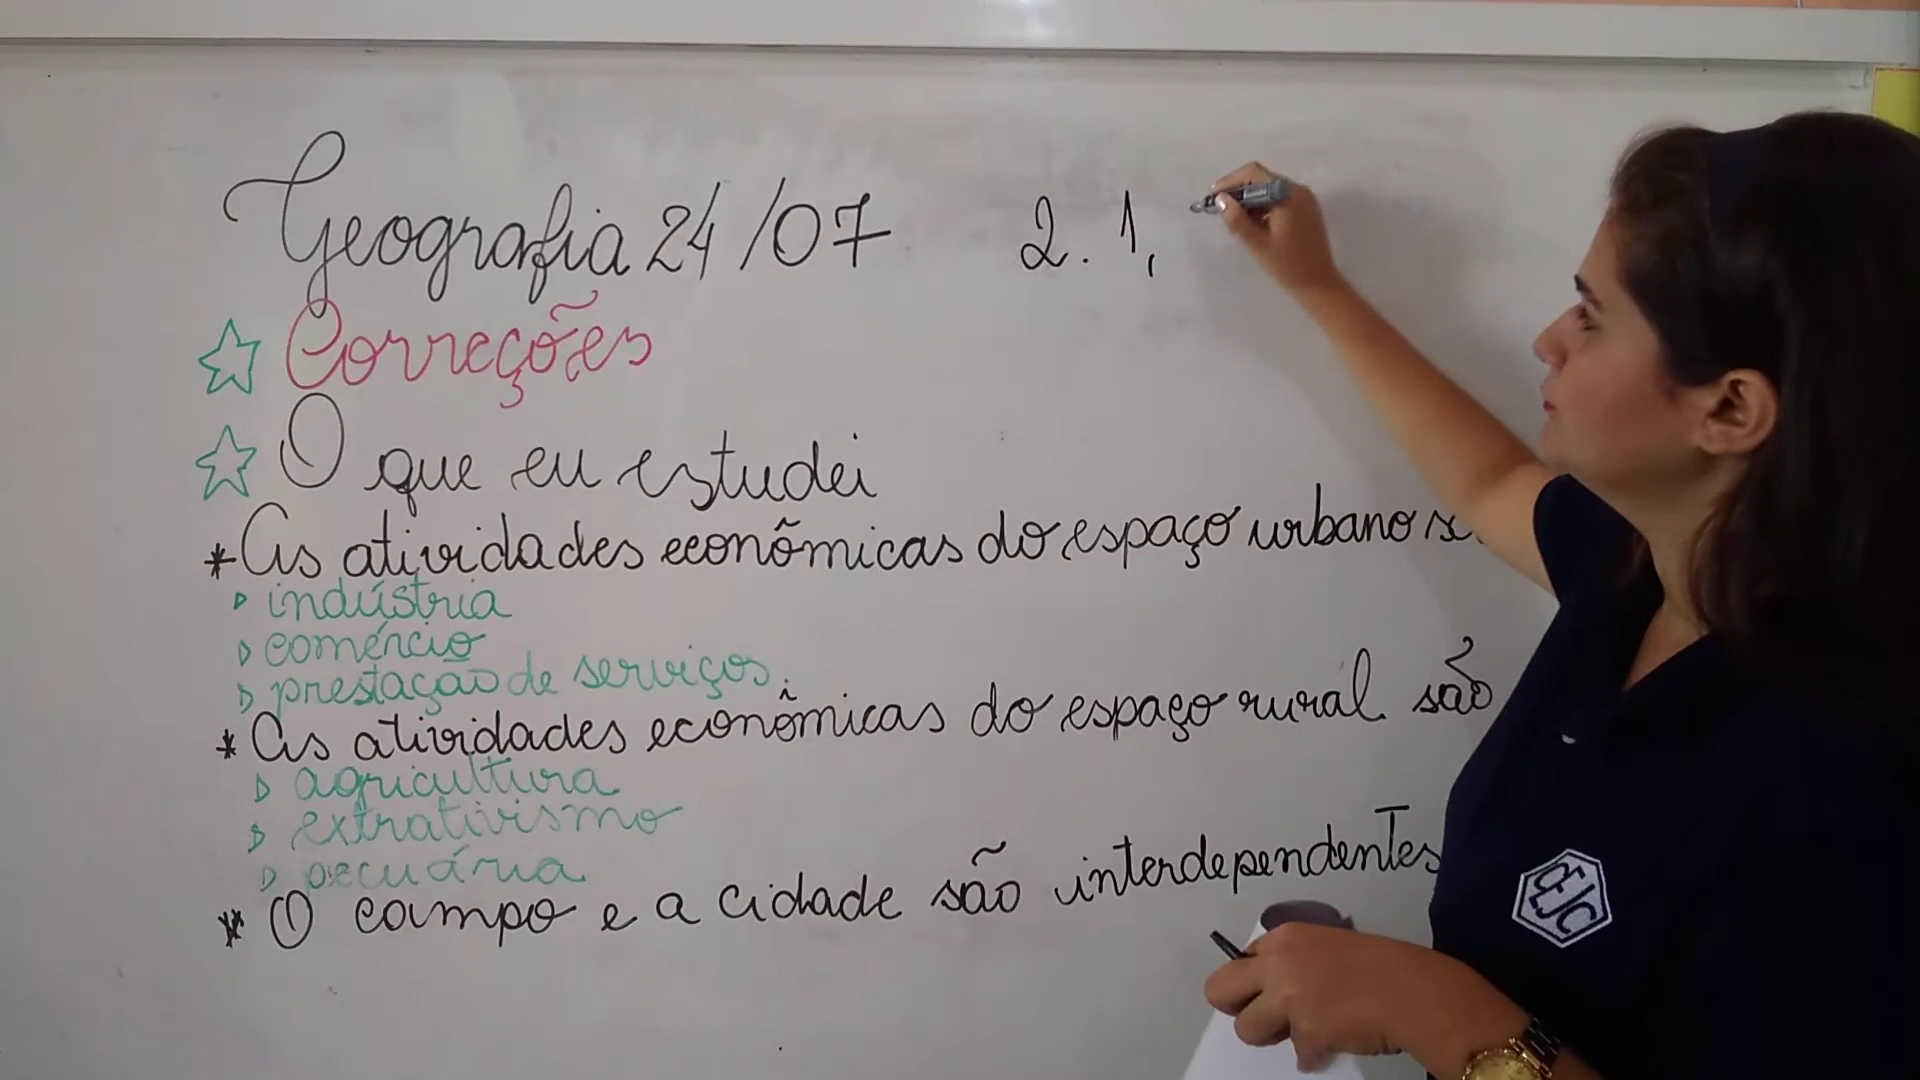 Geografia 24/07 2. 1,
Correções
O que eu estudei
* As atividades econômicas do espaço urbano
indústria
comércio
prestação de serviços.
* As atividades econômicas do espaço rural são
agricultura
extrativismo
pecuária
* O campo e a cidade são interdependentes
CEJC